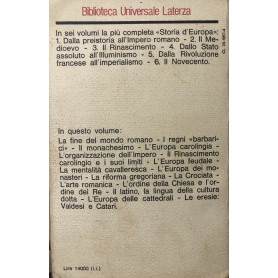 Biblioteca Universale Laterza
In sei volumi la più completa «Storia d'Europa»:
1. Dalla preistoria all'Impero romano - 2. Il Me-
dioevo - 3. Il Rinascimento - 4. Dallo Stato
assoluto all'Illuminismo - 5. Dalla Rivoluzione
francese all'imperialismo - 6. Il Novecento.
In questo volume:
La fine del mondo romano - I regni «barbari-
ci» - Il monachesimo - L'Europa carolingia -
L'organizzazione dell'impero - Il Rinascimento
carolingio e i suoi limiti - L'Europa feudale -
La mentalità cavalleresca - L'Europa dei mo-
nasteri - La riforma gregoriana - La Crociata -
L'arte romanica - L'ordine della Chiesa e l'or-
dine dei Re - Il latino, la lingua della cultura
dotta - L'Europa delle cattedrali - Le eresie:
Valdesi e Catari.
Lire 14000 (i.i.)